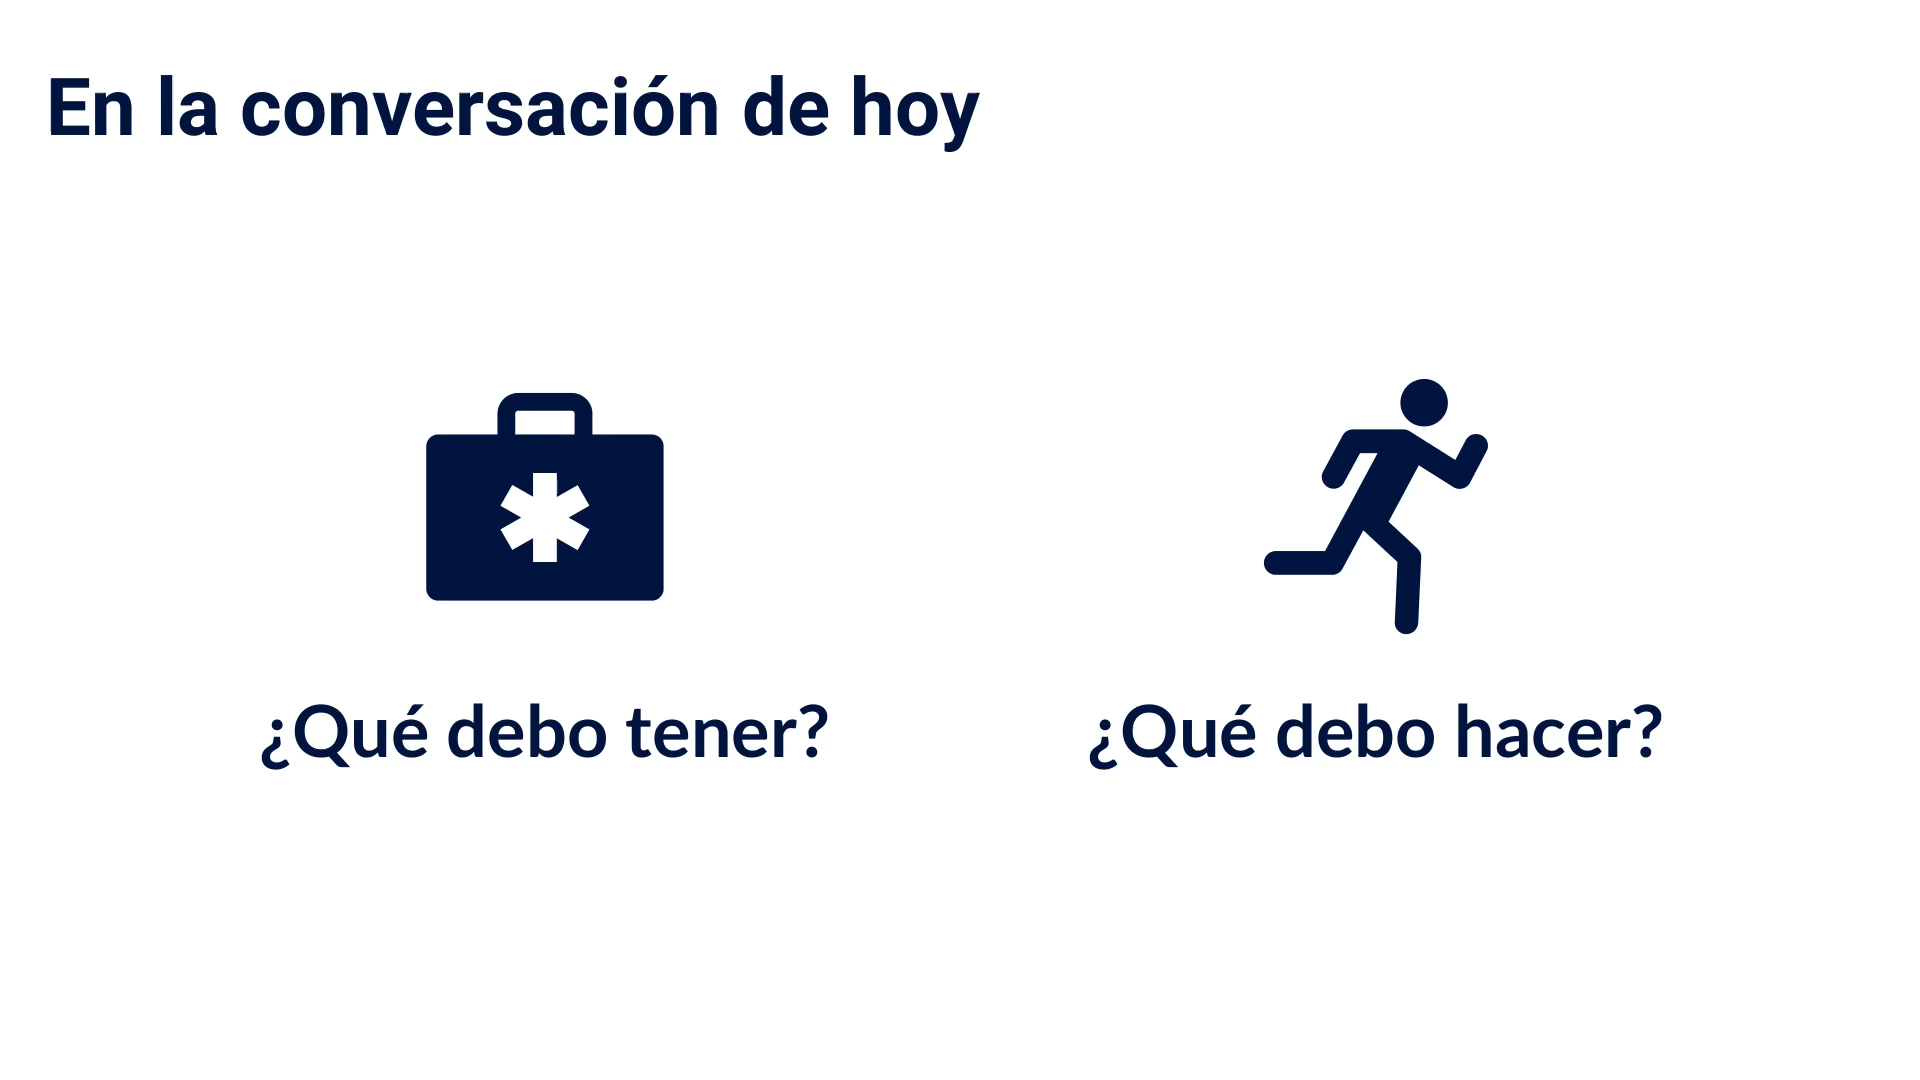 En la conversación de hoy
¿Qué debo tener?
¿Qué debo hacer?